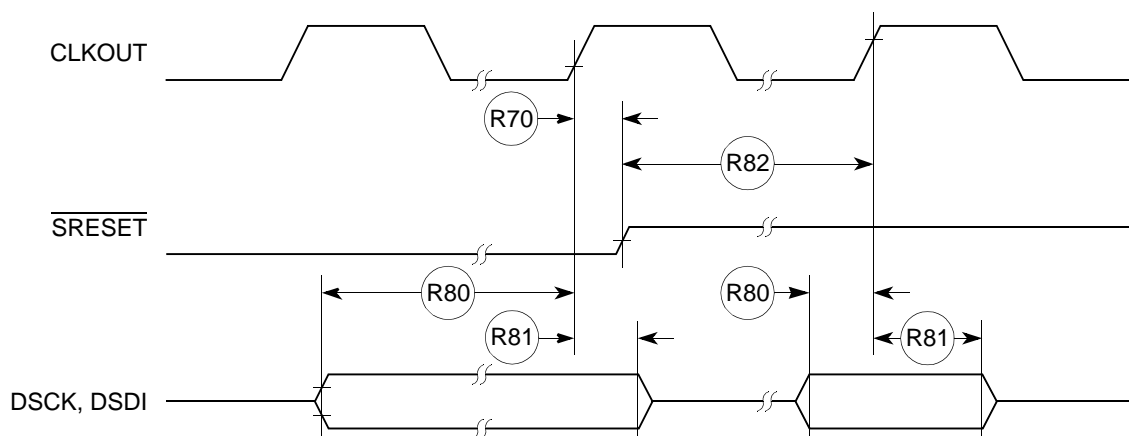 CLKOUT
R70
R82
SRESET
R80
R80
R81
R81
DSCK, DSDI